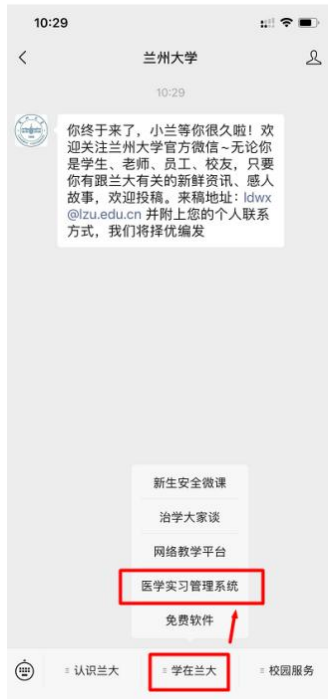 10:29
兰州大学
10:29
你终于来了，小兰等你很久啦！欢
迎关注兰州大学官方微信~无论你
是学生、老师、员工、校友，只要
你有跟兰大有关的新鲜资讯、感人
故事，欢迎投稿。来稿地址：ldwx
@lzu.edu.cn 并附上您的个人联系
方式，我们将择优编发
新生安全微课
治学大家谈
网络教学平台
医学实习管理系统
免费软件
认识兰大
学在兰大
校园服务